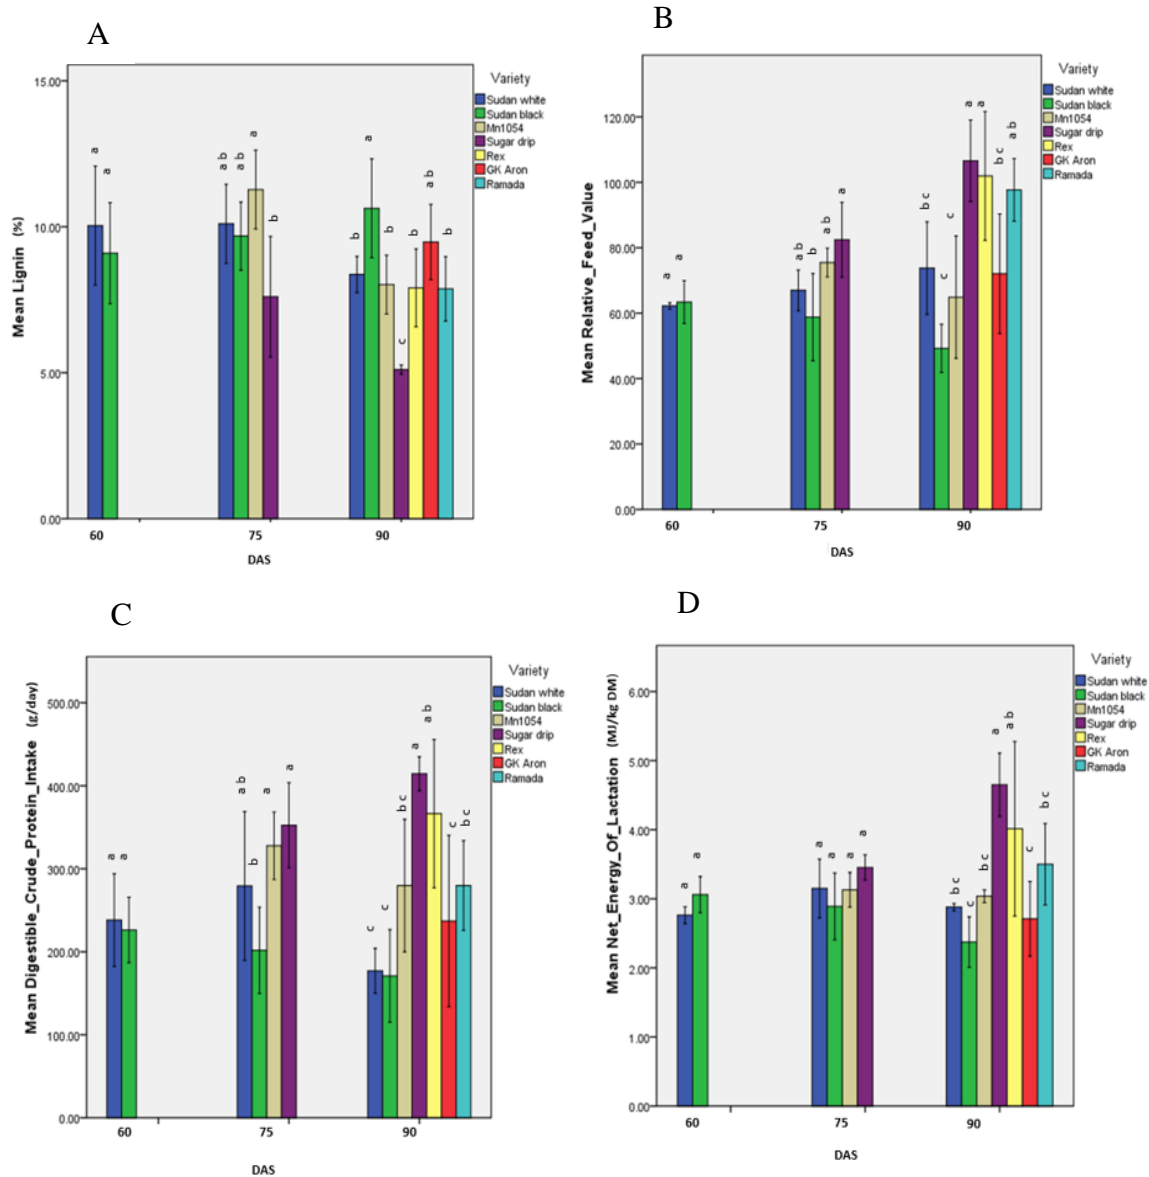 A
15.00
10.00
5.00
0.00
Mean Lignin (%)
a
a
a b
a b
a
b
b
a
b
c
b
a b
b
60
75
90
DAS
Variety
Sudan white
Sudan black
Mn1054
Sugar drip
Rex
GK Aron
Ramada
B
120.00
100.00
80.00
60.00
40.00
20.00
0.00
Mean Relative_Feed_Value
a
a
a b
b
a b
a
b c
c
c
a
a
b c
a b
60
75
90
DAS
Variety
Sudan white
Sudan black
Mn1054
Sugar drip
Rex
GK Aron
Ramada
C
500.00
400.00
300.00
200.00
100.00
0.00
Mean Digestible_Crude_Protein_Intake (g/day)
a
a
a b
b
a
a
c
c
b c
a
a b
c
b c
60
75
90
DAS
Variety
Sudan white
Sudan black
Mn1054
Sugar drip
Rex
GK Aron
Ramada
D
6.00
5.00
4.00
3.00
2.00
1.00
0.00
Mean Net_Energy_Of_Lactation (MJ/kg DM)
a
a
a
a
a
a
b c
c
b c
a
a b
c
b c
60
75
90
DAS
Variety
Sudan white
Sudan black
Mn1054
Sugar drip
Rex
GK Aron
Ramada